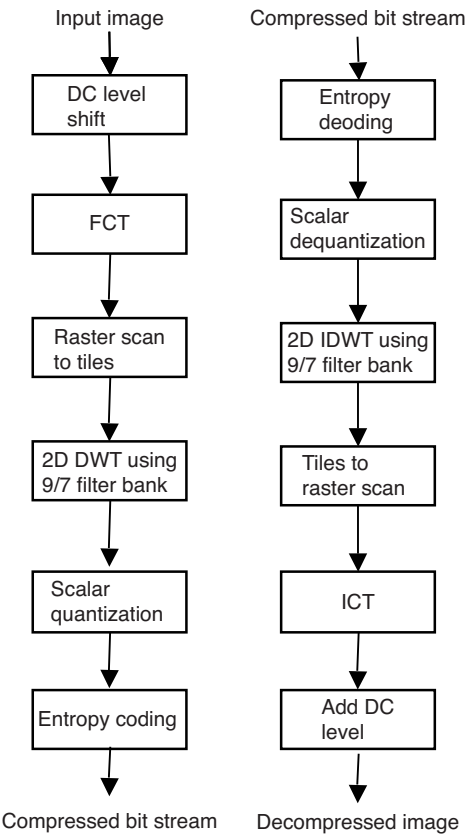 Input image
DC level
shift
FCT
Raster scan
to tiles
2D DWT using
9/7 filter bank
Scalar
quantization
Entropy coding
Compressed bit stream
Compressed bit stream
Entropy
deoding
Scalar
dequantization
2D IDWT using
9/7 filter bank
Tiles to
raster scan
ICT
Add DC
level
Decompressed image